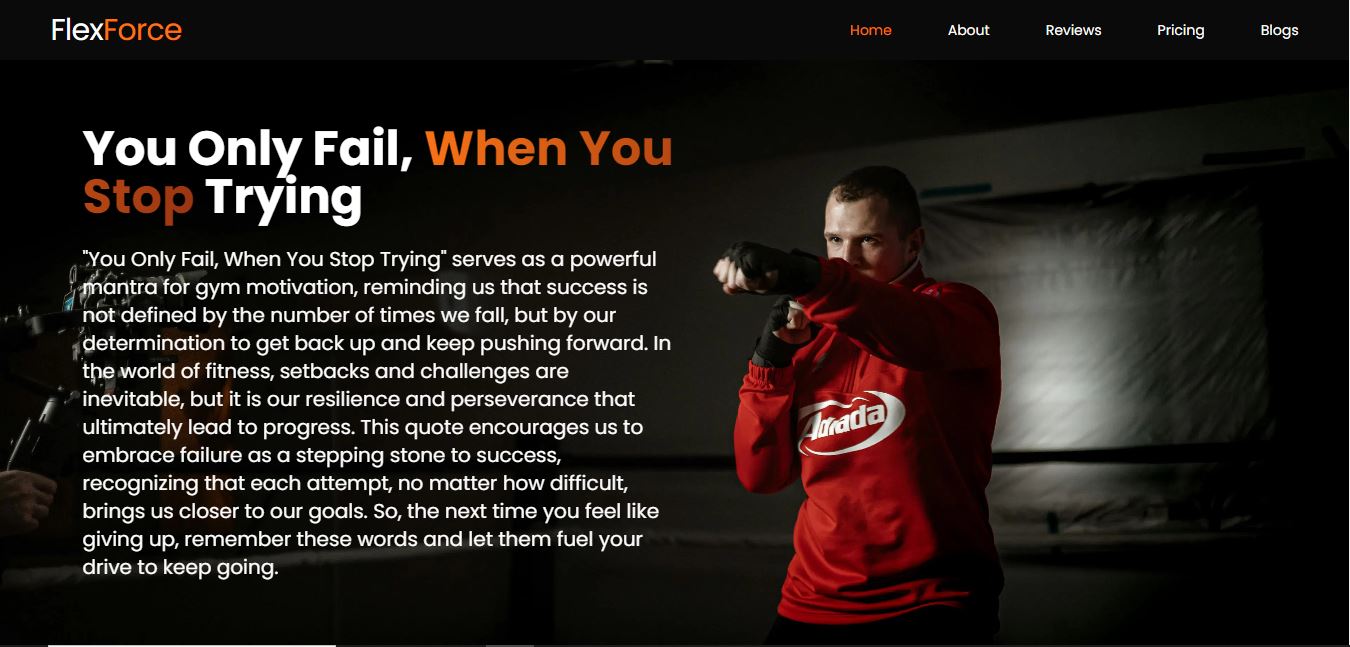 FlexForce
Home About Reviews Pricing Blogs
You Only Fail, When You
Stop Trying
"You Only Fail, When You Stop Trying" serves as a powerful
mantra for gym motivation, reminding us that success is
not defined by the number of times we fall, but by our
determination to get back up and keep pushing forward. In
the world of fitness, setbacks and challenges are
inevitable, but it is our resilience and perseverance that
ultimately lead to progress. This quote encourages us to
embrace failure as a stepping stone to success,
recognizing that each attempt, no matter how difficult,
brings us closer to our goals. So, the next time you feel like
giving up, remember these words and let them fuel your
drive to keep going.